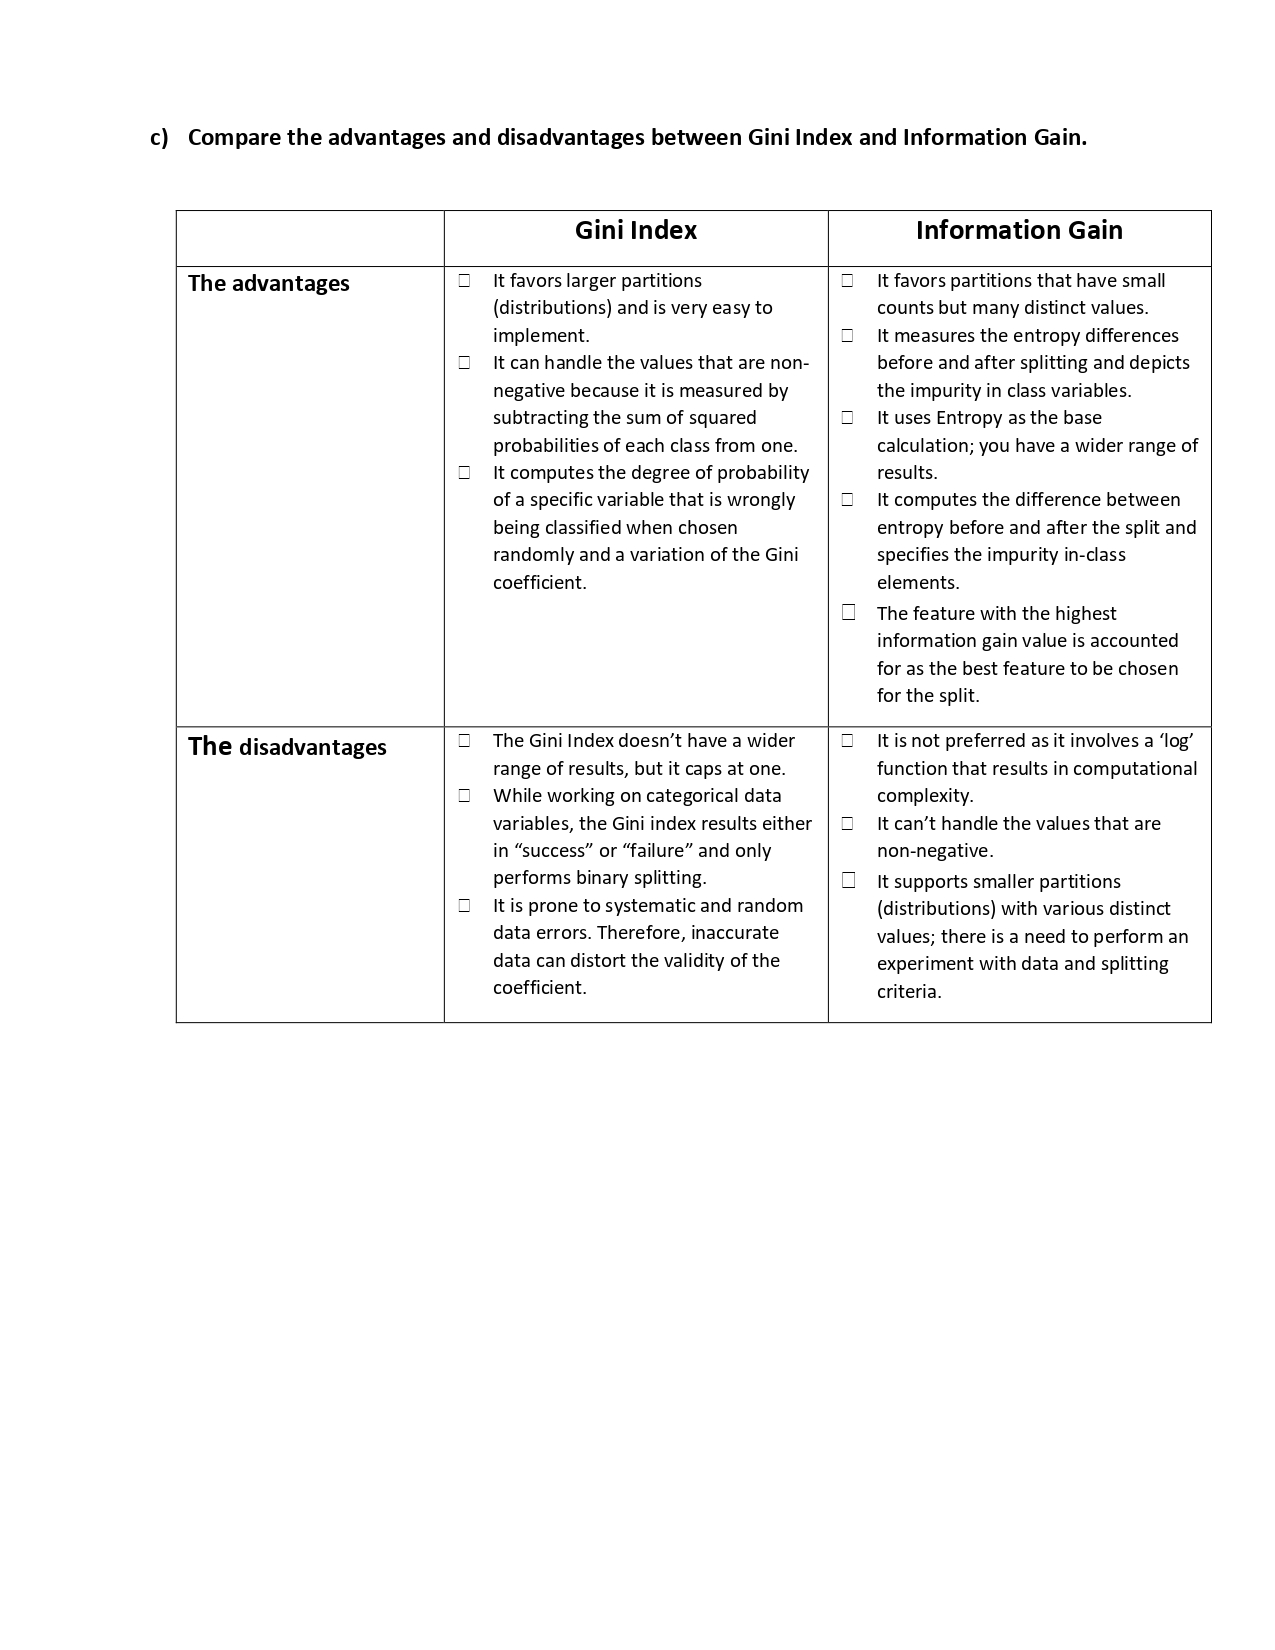 c) Compare the advantages and disadvantages between Gini Index and Information Gain.
Gini Index
Information Gain
The advantages
□ It favors larger partitions
(distributions) and is very easy to
implement.
□ It can handle the values that are non-
negative because it is measured by
subtracting the sum of squared
probabilities of each class from one.
□ It computes the degree of probability
of a specific variable that is wrongly
being classified when chosen
randomly and a variation of the Gini
coefficient.
□ It favors partitions that have small
counts but many distinct values.
□ It measures the entropy differences
before and after splitting and depicts
the impurity in class variables.
□ It uses Entropy as the base
calculation; you have a wider range of
results.
□ It computes the difference between
entropy before and after the split and
specifies the impurity in-class
elements.
□ The feature with the highest
information gain value is accounted
for as the best feature to be chosen
for the split.
The disadvantages
□ The Gini Index doesn’t have a wider
range of results, but it caps at one.
□ While working on categorical data
variables, the Gini index results either
in “success” or “failure” and only
performs binary splitting.
□ It is prone to systematic and random
data errors. Therefore, inaccurate
data can distort the validity of the
coefficient.
□ It is not preferred as it involves a ‘log’
function that results in computational
complexity.
□ It can’t handle the values that are
non-negative.
□ It supports smaller partitions
(distributions) with various distinct
values; there is a need to perform an
experiment with data and splitting
criteria.